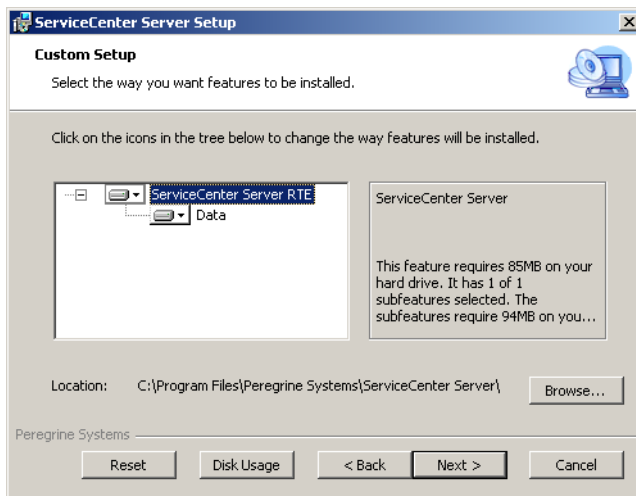 ServiceCenter Server Setup
Custom Setup
Select the way you want features to be installed.
Click on the icons in the tree below to change the way features will be installed.
ServiceCenter Server RTE
Data
ServiceCenter Server
This feature requires 85MB on your
hard drive. It has 1 of 1
subfeatures selected. The
subfeatures require 94MB on you...
Location: C:\Program Files\Peregrine Systems\ServiceCenter Server\
Browse...
Peregrine Systems
Reset Disk Usage < Back Next > Cancel